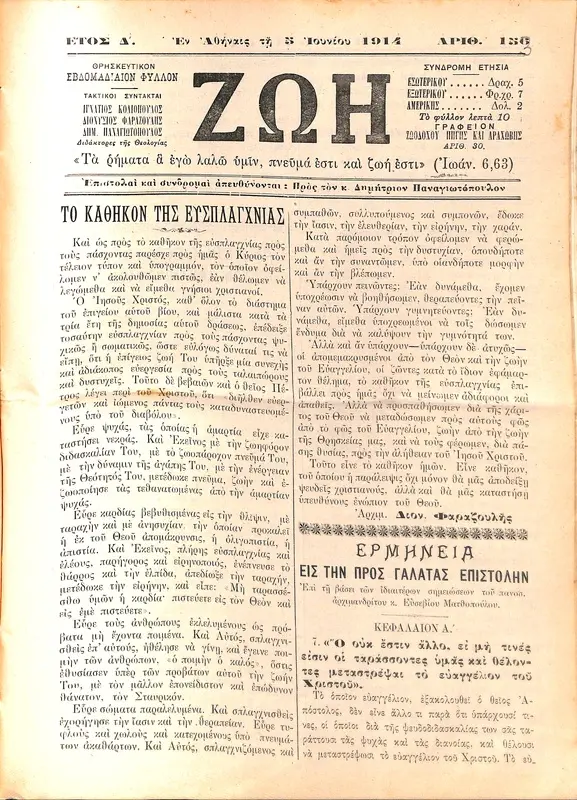 ΕΤΟΣ Δ'. Ἐν Ἀθήναις τῇ 5 Ἰουνίου 1914 ΑΡΙΘ. 136
ΘΡΗΣΚΕΥΤΙΚΟΝ
ΕΒΔΟΜΑΔΙΑΙΟΝ ΦΥΛΛΟΝ
ΤΑΚΤΙΚΟΙ ΣΥΝΤΑΚΤΑΙ
ΙΓΝΑΤΙΟΣ ΚΟΛΙΟΠΟΥΛΟΣ
ΔΙΟΝΥΣΙΟΣ ΦΑΡΑΖΟΥΛΗΣ
ΔΗΜ. ΠΑΝΑΓΙΩΤΟΠΟΥΛΟΣ
Διδάκτορες τῆς Θεολογίας
ΖΩΗ
ΣΥΝΔΡΟΜΗ ΕΤΗΣΙΑ
ΕΣΩΤΕΡΙΚΟΥ...... Δραχ. 5
ΕΞΩΤΕΡΙΚΟΥ...... Φρ.χρ. 7
ΑΜΕΡΙΚΗΣ........ Δολ. 2
Τὸ φύλλον λεπτὰ 10
ΓΡΑΦΕΙΟΝ
ΖΩΟΔΟΧΟΥ ΠΗΓΗΣ ΚΑΙ ΑΡΑΧΩΒΗΣ
ΑΡΙΘ. 30.
«Τὰ ῥήματα ἃ ἐγὼ λαλῶ ὑμῖν, πνεῦμά ἐστι καὶ ζωή ἐστι» (Ἰωάν. 6,63)
Ἐπιστολαὶ καὶ συνδρομαὶ ἀπευθύνονται : Πρὸς τὸν κ. Δημήτριον Παναγιωτόπουλον
ΤΟ ΚΑΘΗΚΟΝ ΤΗΣ ΕΥΣΠΛΑΓΧΝΙΑΣ
Καὶ ὡς πρὸς τὸ καθῆκον τῆς εὐσπλαγχνίας πρὸς
τοὺς πάσχοντας παρέσχε πρὸς ἡμᾶς ὁ Κύριος τὸν
τέλειον τύπον καὶ ὑπογραμμόν, τὸν ὁποῖον ὀφεί-
λομεν ν' ἀκολουθῶμεν πιστῶς, ἐὰν θέλωμεν νὰ
λεγώμεθα καὶ νὰ εἴμεθα γνήσιοι χριστιανοί.
Ὁ Ἰησοῦς Χριστός, καθ' ὅλον τὸ διάστημα
τοῦ ἐπιγείου αὐτοῦ βίου, καὶ μάλιστα κατὰ τὰ
τρία ἔτη τῆς δημοσίας αὐτοῦ δράσεως, ἐπέδειξε
τοσαύτην εὐσπλαγχνίαν πρὸς τοὺς πάσχοντας ψυ-
χικῶς ἢ σωματικῶς, ὥστε εὐλόγως δύναταί τις νὰ
εἴπῃ, ὅτι ἡ ἐπίγειος ζωή Του ὑπῆρξε μία συνεχὴς
καὶ ἀδιάκοπος εὐεργεσία πρὸς τοὺς ταλαιπώρους
καὶ δυστυχεῖς. Τοῦτο δὲ βεβαιῶν καὶ ὁ θεῖος Πέ-
τρος λέγει περὶ τοῦ Χριστοῦ, ὅτι «διῆλθεν εὐερ-
γετῶν καὶ ἰώμενος πάντας τοὺς καταδυναστευομέ-
νους ὑπὸ τοῦ διαβόλου».
Εὗρε ψυχάς, τὰς ὁποίας ἡ ἁμαρτία εἶχε κα-
ταστήσει νεκράς. Καὶ Ἐκεῖνος μὲ τὴν ζωηφόρον
διδασκαλίαν Του, μὲ τὸ ζωοπάροχον πνεῦμά Του,
μὲ τὴν δύναμιν τῆς ἀγάπης Του, μὲ τὴν ἐνέργειαν
τῆς Θεότητός Του, μετέδωκε πνεῦμα, ζωὴν καὶ ἐ-
ζωοποίησε τὰς τεθανατωμένας ἀπὸ τὴν ἁμαρτίαν
ψυχάς.
Εὗρε καρδίας βεβυθισμένας εἰς τὴν θλῖψιν, μὲ
ταραχὴν καὶ μὲ ἀνησυχίαν, τὴν ὁποίαν προκαλεῖ
ἡ ἐκ τοῦ Θεοῦ ἀπομάκρυνσις, ἡ ὀλιγοπιστία, ἡ
ἀπιστία. Καὶ Ἐκεῖνος, πλήρης εὐσπλαγχνίας καὶ
ἐλέους, παρήγορος καὶ εἰρηνοποιός, ἐνέπνευσε τὸ
θάρρος καὶ τὴν ἐλπίδα, ἀπεδίωξε τὴν ταραχήν,
μετέδωκε τὴν εἰρήνην, καὶ εἶπε: «Μὴ ταρασσέ-
σθω ὑμῶν ἡ καρδία· πιστεύετε εἰς τὸν Θεὸν καὶ
εἰς ἐμὲ πιστεύετε».
Εὗρε τοὺς ἀνθρώπους ἐκλελυμένους ὡς πρό-
βατα μὴ ἔχοντα ποιμένα. Καὶ Αὐτός, σπλαγχνι-
σθεὶς ἐπ' αὐτούς, ἠθέλησε νὰ γίνῃ, καὶ ἔγεινε ποι-
μὴν τῶν ἀνθρώπων, «ὁ ποιμὴν ὁ καλός», ὅστις
ἐθυσίασεν ὑπὲρ τῶν προβάτων αὐτοῦ τὴν ζωήν
Του, μὲ τὸν μᾶλλον ἐπονείδιστον καὶ ἐπώδυνον
θάνατον, τὸν Σταυρικόν.
Εὗρε σώματα παραλελυμένα. Καὶ σπλαγχνισθεὶς
ἐχορήγησε τὴν ἴασιν καὶ τὴν θεραπείαν. Εὗρε τυ-
φλοὺς καὶ χωλοὺς καὶ κατεχομένους ὑπὸ πνευμά-
των ἀκαθάρτων. Καὶ Αὐτός, σπλαγχνιζόμενος καὶ
συμπαθῶν, συλλυπούμενος καὶ συμπονῶν, ἔδωκε
τὴν ἴασιν, τὴν ἐλευθερίαν, τὴν εἰρήνην, τὴν χαράν.
Κατὰ παρόμοιον τρόπον ὀφείλομεν νὰ φερώ-
μεθα καὶ ἡμεῖς πρὸς τὴν δυστυχίαν, ὁπουδήποτε
καὶ ἂν τὴν συναντῶμεν, ὑπὸ οἱανδήποτε μορφὴν
καὶ ἂν τὴν βλέπωμεν.
Ὑπάρχουν πεινῶντες; Ἐὰν δυνάμεθα, ἔχομεν
ὑποχρέωσιν νὰ βοηθήσωμεν, θεραπεύοντες τὴν πεῖ-
ναν αὐτῶν. Ὑπάρχουν γυμνητεύοντες; Ἐὰν δυ-
νάμεθα, εἴμεθα ὑποχρεωμένοι νὰ τοῖς δώσωμεν
ἔνδυμα διὰ νὰ καλύψουν τὴν γυμνότητά των.
Ἀλλὰ καὶ ἂν ὑπάρχουν—ὑπάρχουν δὲ ἀτυχῶς—
οἱ ἀπομεμακρυσμένοι ἀπὸ τὸν Θεὸν καὶ τὴν ζωὴν
τοῦ Εὐαγγελίου, οἱ ζῶντες κατὰ τὸ ἴδιον ἐφάμαρ-
τον θέλημα, τὸ καθῆκον τῆς εὐσπλαγχνίας ἐπι-
βάλλει πρὸς ἡμᾶς ὄχι νὰ μείνωμεν ἀδιάφοροι καὶ
ἀπαθεῖς. Ἀλλὰ νὰ προσπαθήσωμεν διὰ τῆς χάρι-
τος τοῦ Θεοῦ νὰ μεταδώσωμεν πρὸς αὐτοὺς φῶς
ἀπὸ τὸ φῶς τοῦ Εὐαγγελίου, ζωὴν ἀπὸ τὴν ζωὴν
τῆς Θρησκείας μας, καὶ νὰ τοὺς φέρωμεν, διὰ πά-
σης θυσίας, πρὸς τὴν ἀλήθειαν τοῦ Ἰησοῦ Χριστοῦ.
Τοῦτο εἶνε τὸ καθῆκον ἡμῶν. Εἶνε καθῆκον,
τοῦ ὁποίου ἡ παράλειψις ὄχι μόνον θὰ μᾶς ἀποδείξῃ
ψευδεῖς χριστιανούς, ἀλλὰ καὶ θὰ μᾶς καταστήσῃ
ὑπευθύνους ἐνώπιον τοῦ Θεοῦ.
Ἀρχιμ. Διον. Φαραζουλῆς
ΕΡΜΗΝΕΙΑ
ΕΙΣ ΤΗΝ ΠΡΟΣ ΓΑΛΑΤΑΣ ΕΠΙΣΤΟΛΗΝ
Ἐπὶ τῇ βάσει τῶν ἰδιαιτέρων σημειώσεων τοῦ πανοσ.
ἀρχιμανδρίτου κ. Εὐσεβίου Ματθοπούλου.
ΚΕΦΑΛΑΙΟΝ Α΄.
7. «Ὃ οὐκ ἔστιν ἄλλο, εἰ μή τινές
εἰσιν οἱ ταράσσοντες ὑμᾶς καὶ θέλον-
τες μεταστρέψαι τὸ εὐαγγέλιον τοῦ
Χριστοῦ».
Τὸ ὁποῖον εὐαγγέλιον, ἐξακολουθεῖ ὁ θεῖος Ἀ-
πόστολος, δὲν εἶνε ἄλλο τι παρὰ ὅτι ὑπάρχουσί τι-
νες, οἱ ὁποῖοι διὰ τῆς ψευδοδιδασκαλίας των σᾶς τα-
ράττουσι τὰς ψυχὰς καὶ τὰς διανοίας, καὶ θέλουσι
νὰ μεταστρέψωσι τὸ εὐαγγέλιον τοῦ Χριστοῦ. Τὸ εὐ-